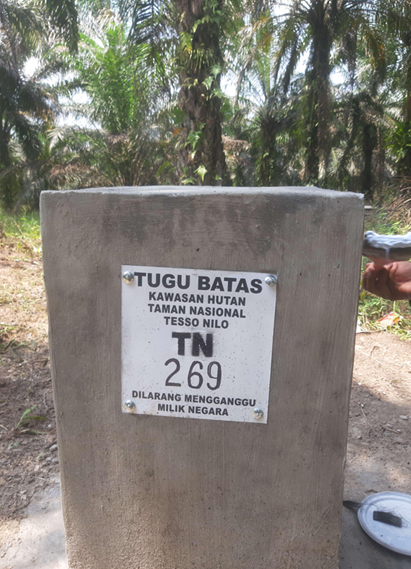 TUGU BATAS
KAWASAN HUTAN
TAMAN NASIONAL
TESSO NILO
TN
269
DILARANG MENGGANGGU
MILIK NEGARA